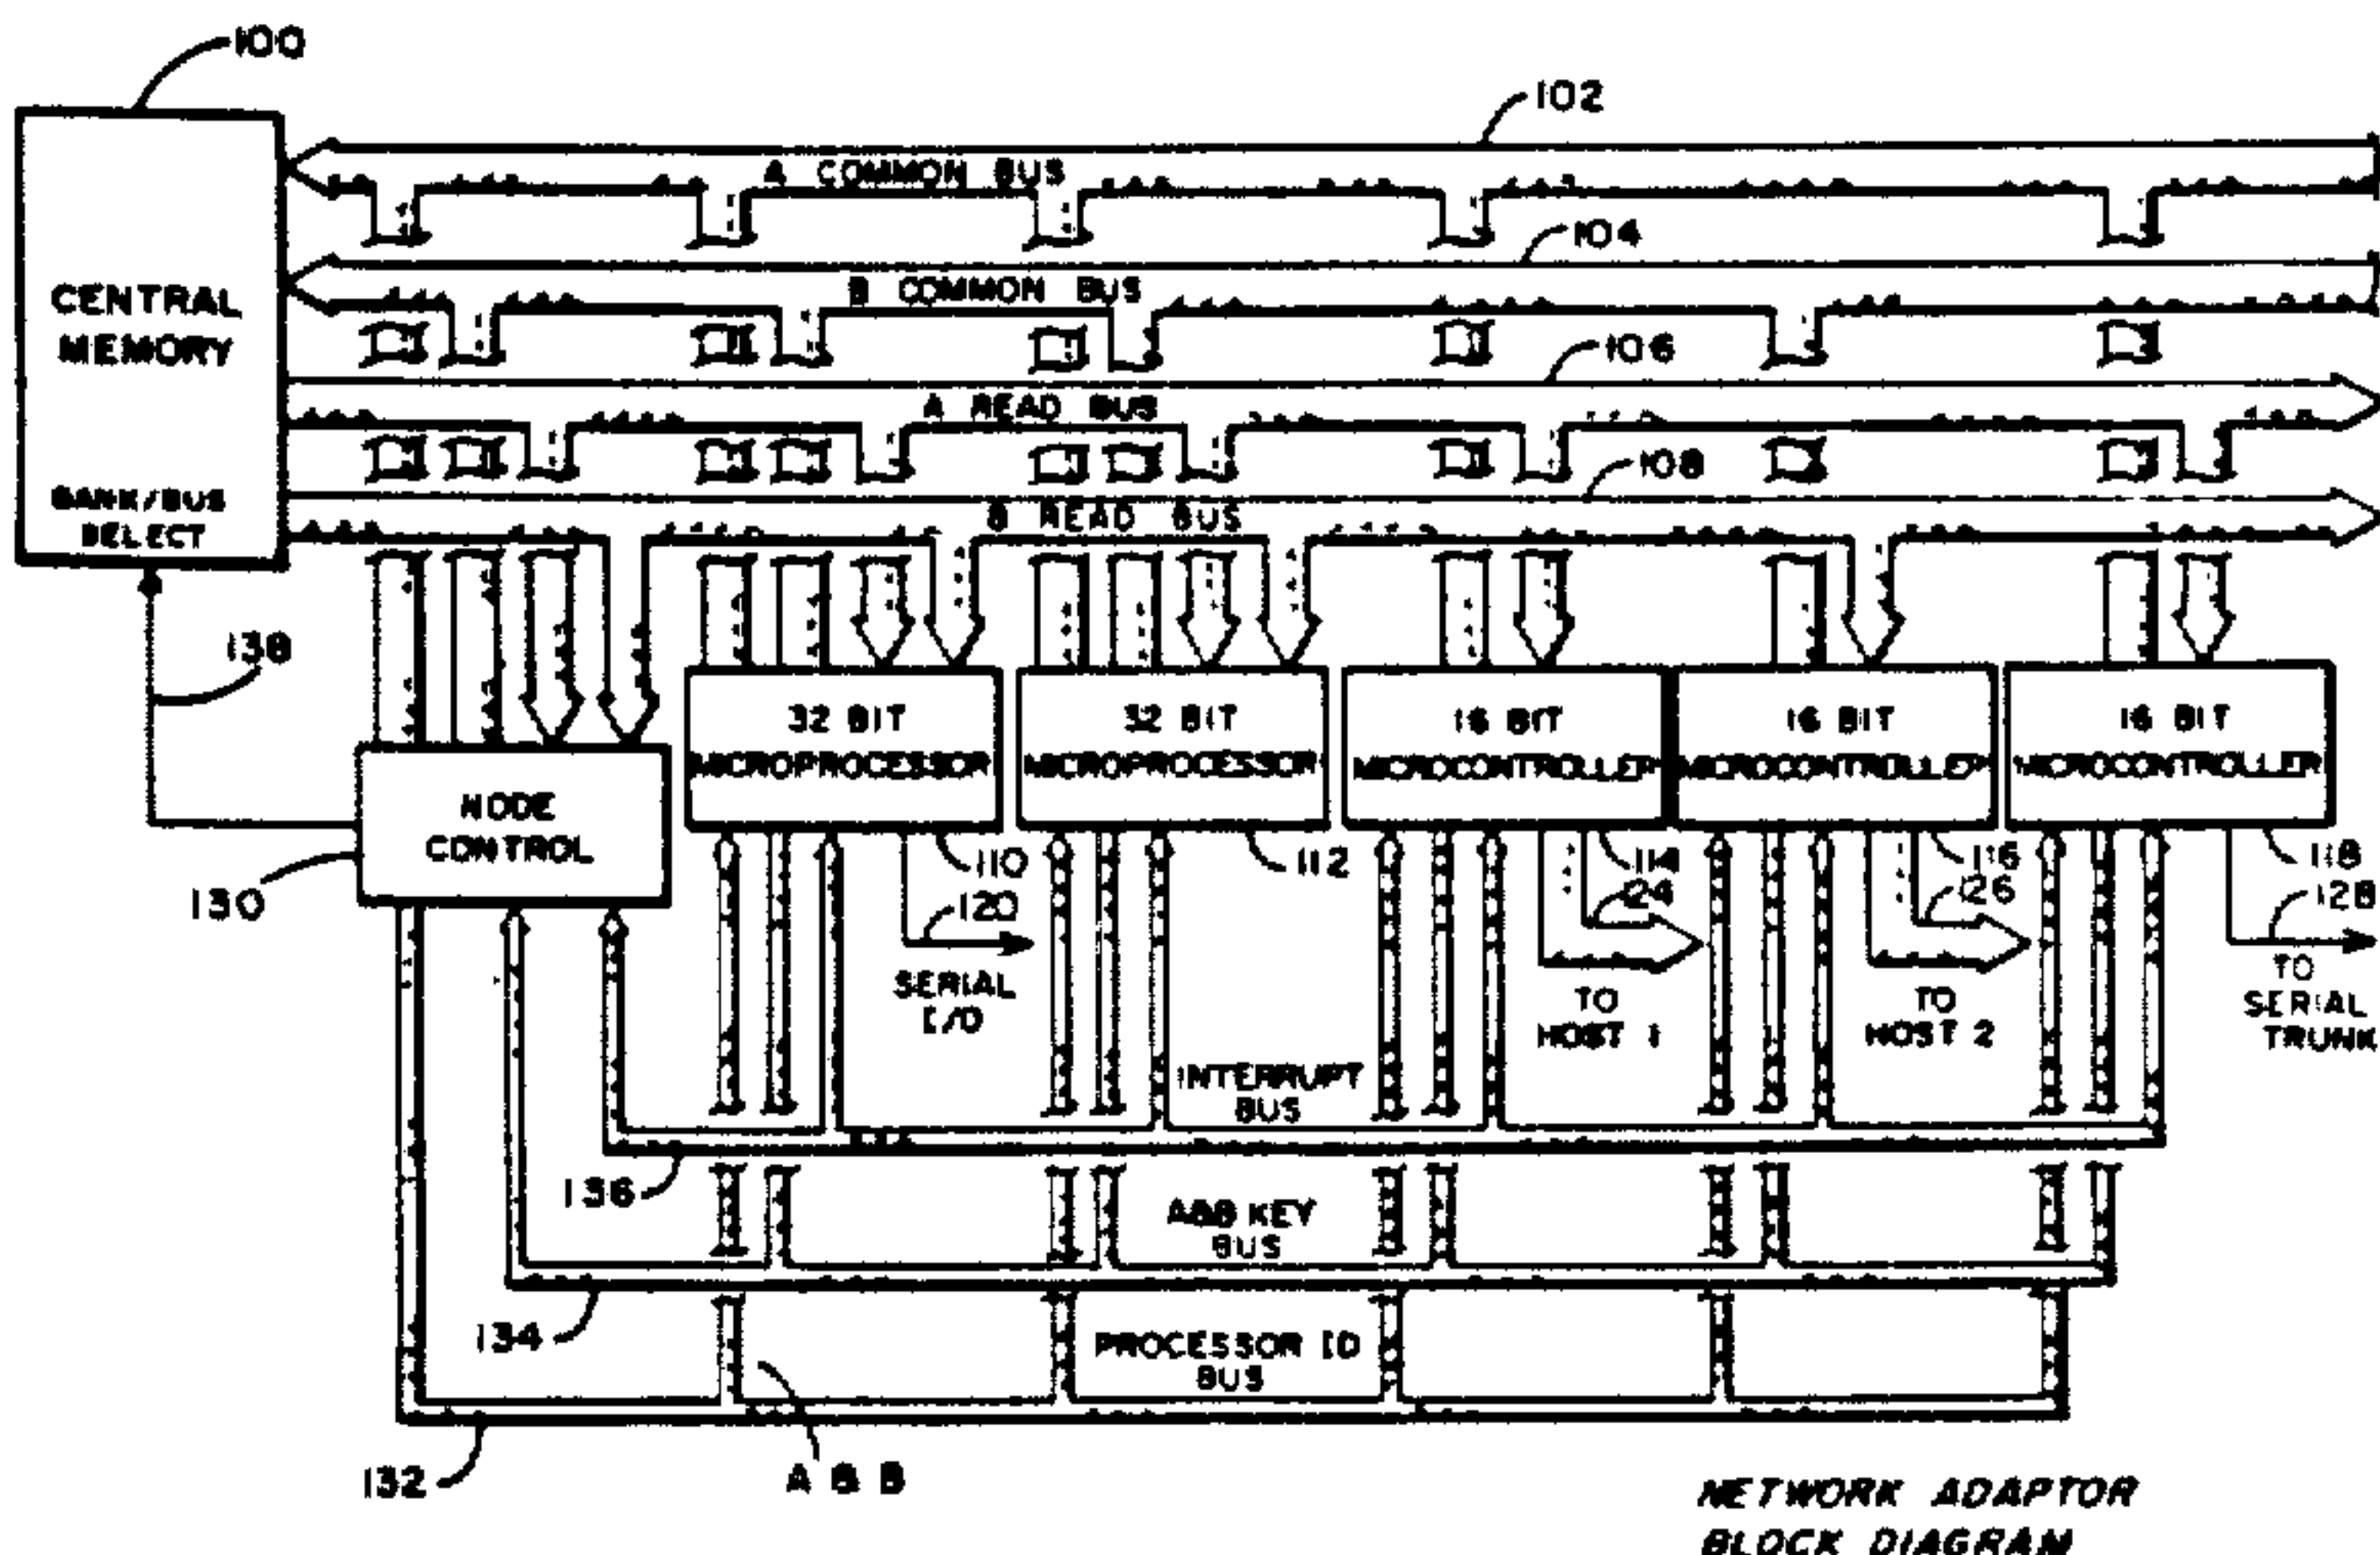 100
102
A COMMON BUS
104
B COMMON BUS
CENTRAL
MEMORY
106
A READ BUS
108
BANK/BUS
SELECT
B READ BUS
138
32 BIT
MICROPROCESSOR
32 BIT
MICROPROCESSOR
16 BIT
MICROCONTROLLER
16 BIT
MICROCONTROLLER
16 BIT
MICROCONTROLLER
NODE
CONTROL
130
110
112
114
116
118
120
124
126
128
SERIAL
I/O
TO
HOST 1
TO
HOST 2
TO
SERIAL
TRUNK
INTERRUPT
BUS
136
A&B KEY
BUS
134
PROCESSOR ID
BUS
132
A & B
NETWORK ADAPTOR
BLOCK DIAGRAM